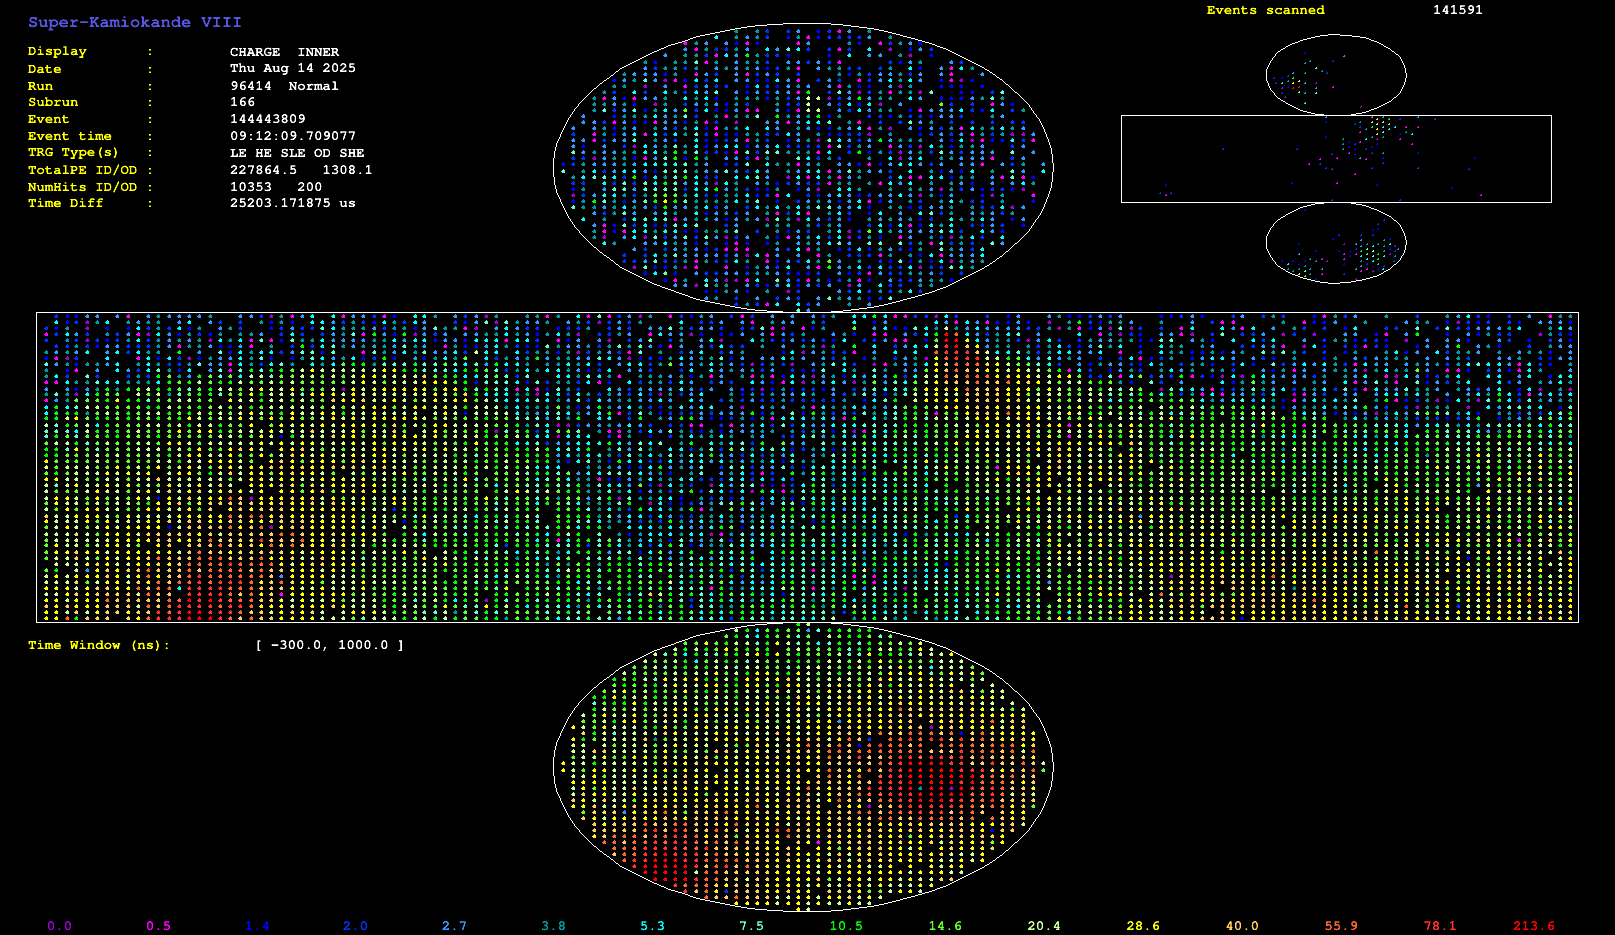 Super-Kamiokande VIII
Events scanned 141591
Display : CHARGE INNER
Date : Thu Aug 14 2025
Run : 96414 Normal
Subrun : 166
Event : 144443809
Event time : 09:12:09.709077
TRG Type(s) : LE HE SLE OD SHE
TotalPE ID/OD : 227864.5 1308.1
NumHits ID/OD : 10353 200
Time Diff : 25203.171875 us
Time Window (ns): [ -300.0, 1000.0 ]
0.0 0.5 1.4 2.0 2.7 3.8 5.3 7.5 10.5 14.6 20.4 28.6 40.0 55.9 78.1 213.6